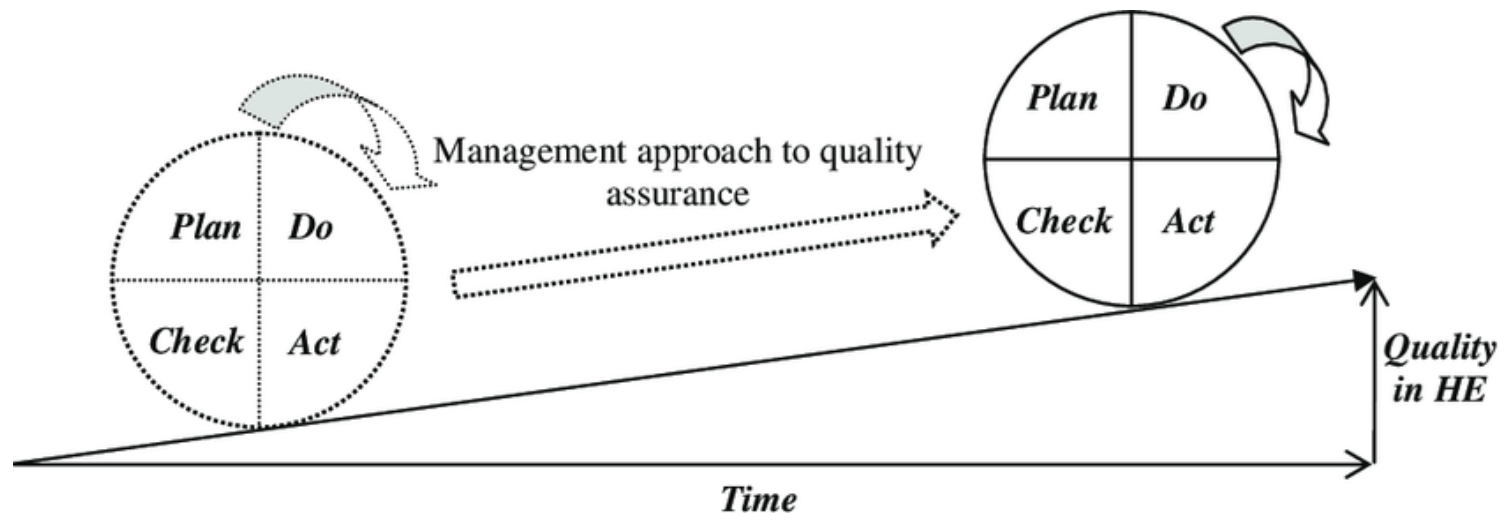 Plan Do
Check Act
Management approach to quality
assurance
Plan Do
Check Act
Quality
in HE
Time